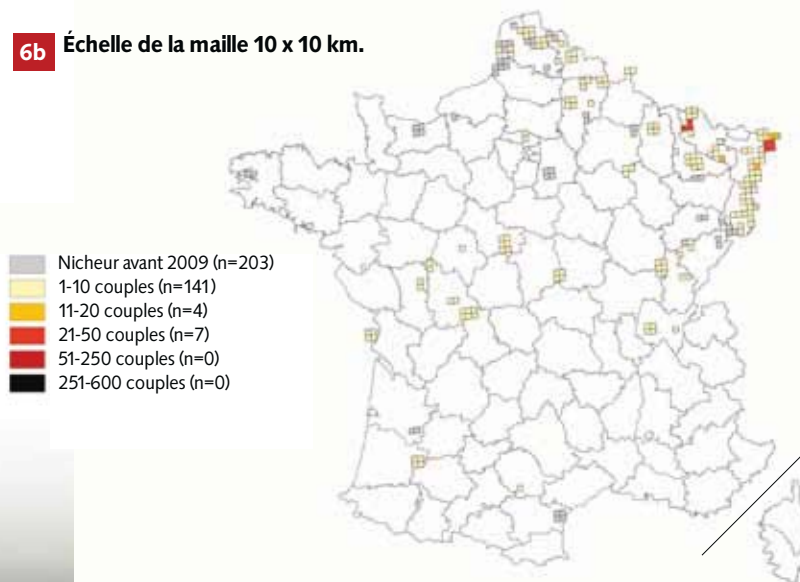 6b Échelle de la maille 10 x 10 km.
Nicheur avant 2009 (n=203)
1-10 couples (n=141)
11-20 couples (n=4)
21-50 couples (n=7)
51-250 couples (n=0)
251-600 couples (n=0)